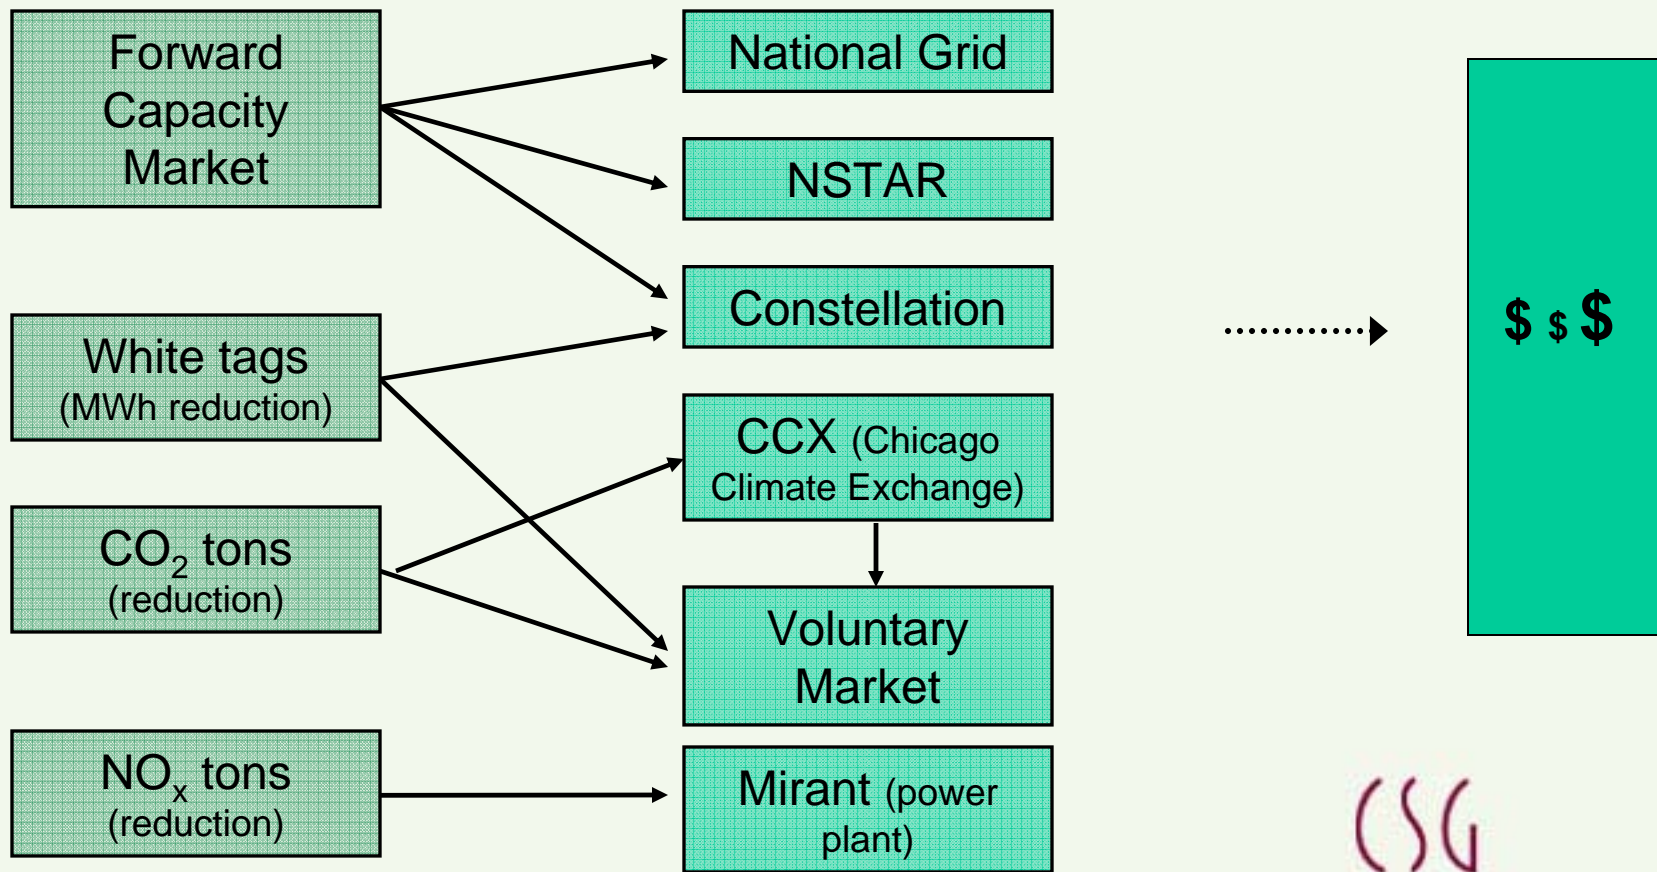 Forward
Capacity
Market
White tags
(MWh reduction)
CO₂ tons
(reduction)
NOₓ tons
(reduction)
National Grid
NSTAR
Constellation
CCX (Chicago
Climate Exchange)
Voluntary
Market
Mirant (power
plant)
$ $ $
CSG